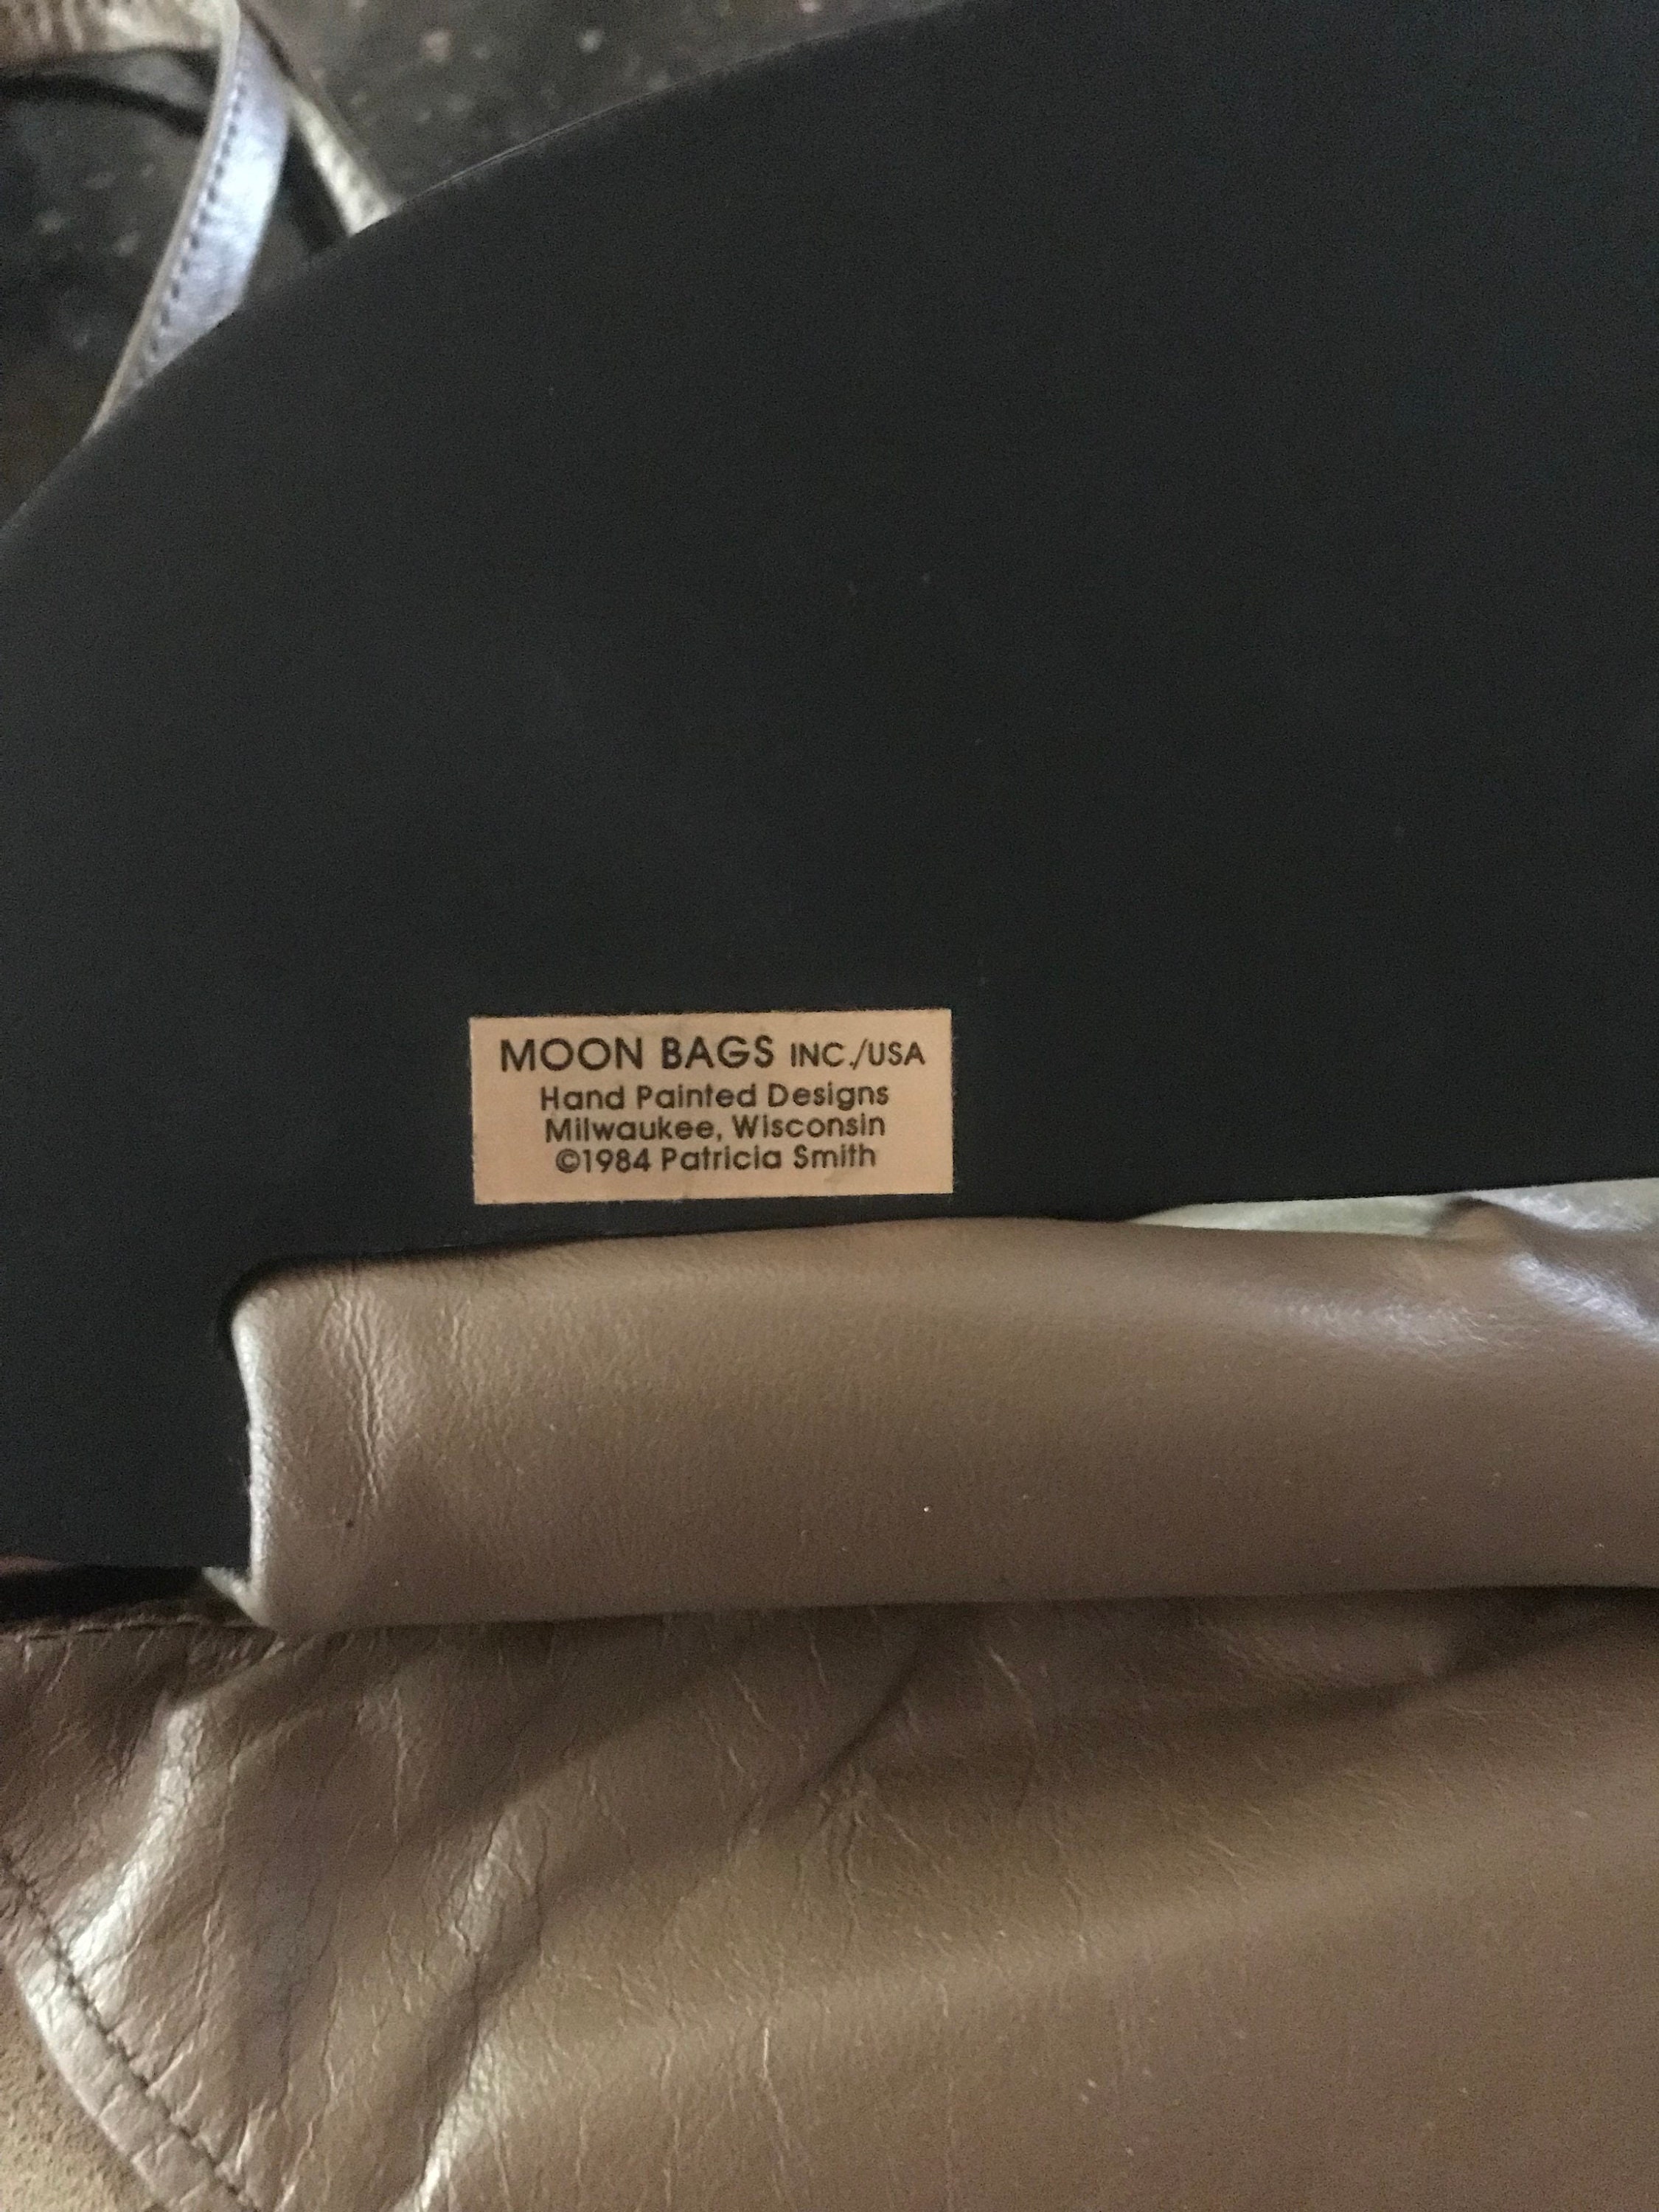 MOON BAGS INC./USA
Hand Painted Designs
Milwaukee, Wisconsin
©1984 Patricia Smith